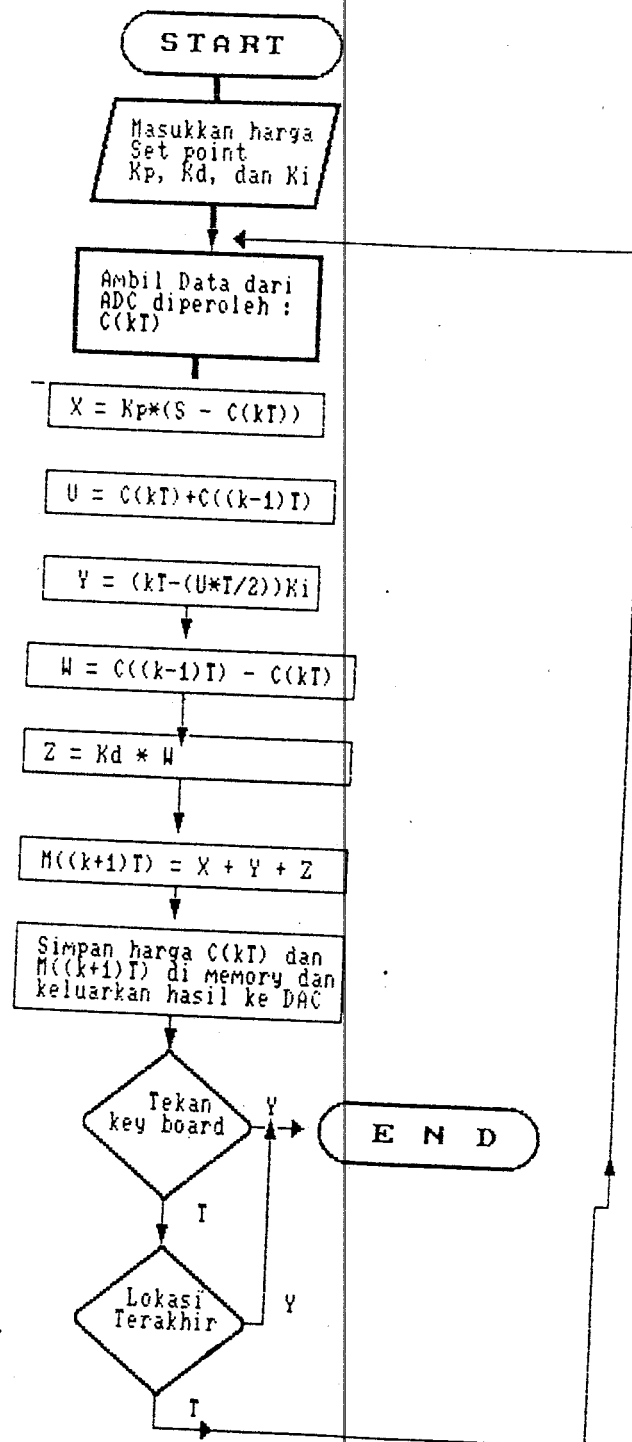 START
Masukkan harga
Set point
Kp, Kd, dan Ki
Ambil Data dari
ADC diperoleh :
C(kT)
X = Kp*(S - C(kT))
U = C(kT)+C((k-1)T)
Y = (kT-(U*T/2))Ki
W = C((k-1)T) - C(kT)
Z = Kd * W
M((k+1)T) = X + Y + Z
Simpan harga C(kT) dan
M((k+1)T) di memory dan
keluarkan hasil ke DAC
Tekan
key board
Y
E N D
T
Lokasi
Terakhir
Y
T